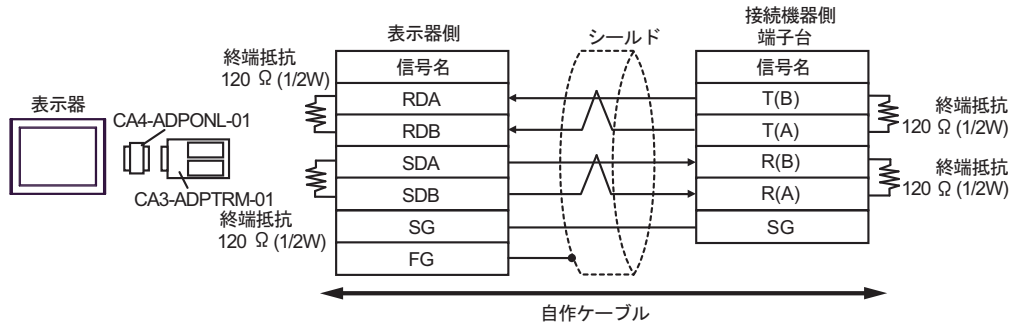 表示器
CA4-ADPONL-01
CA3-ADPTRM-01
終端抵抗
120 Ω (1/2W)
終端抵抗
120 Ω (1/2W)
表示器側
信号名
RDA
RDB
SDA
SDB
SG
FG
シールド
接続機器側
端子台
信号名
T(B)
T(A)
R(B)
R(A)
SG
終端抵抗
120 Ω (1/2W)
終端抵抗
120 Ω (1/2W)
自作ケーブル